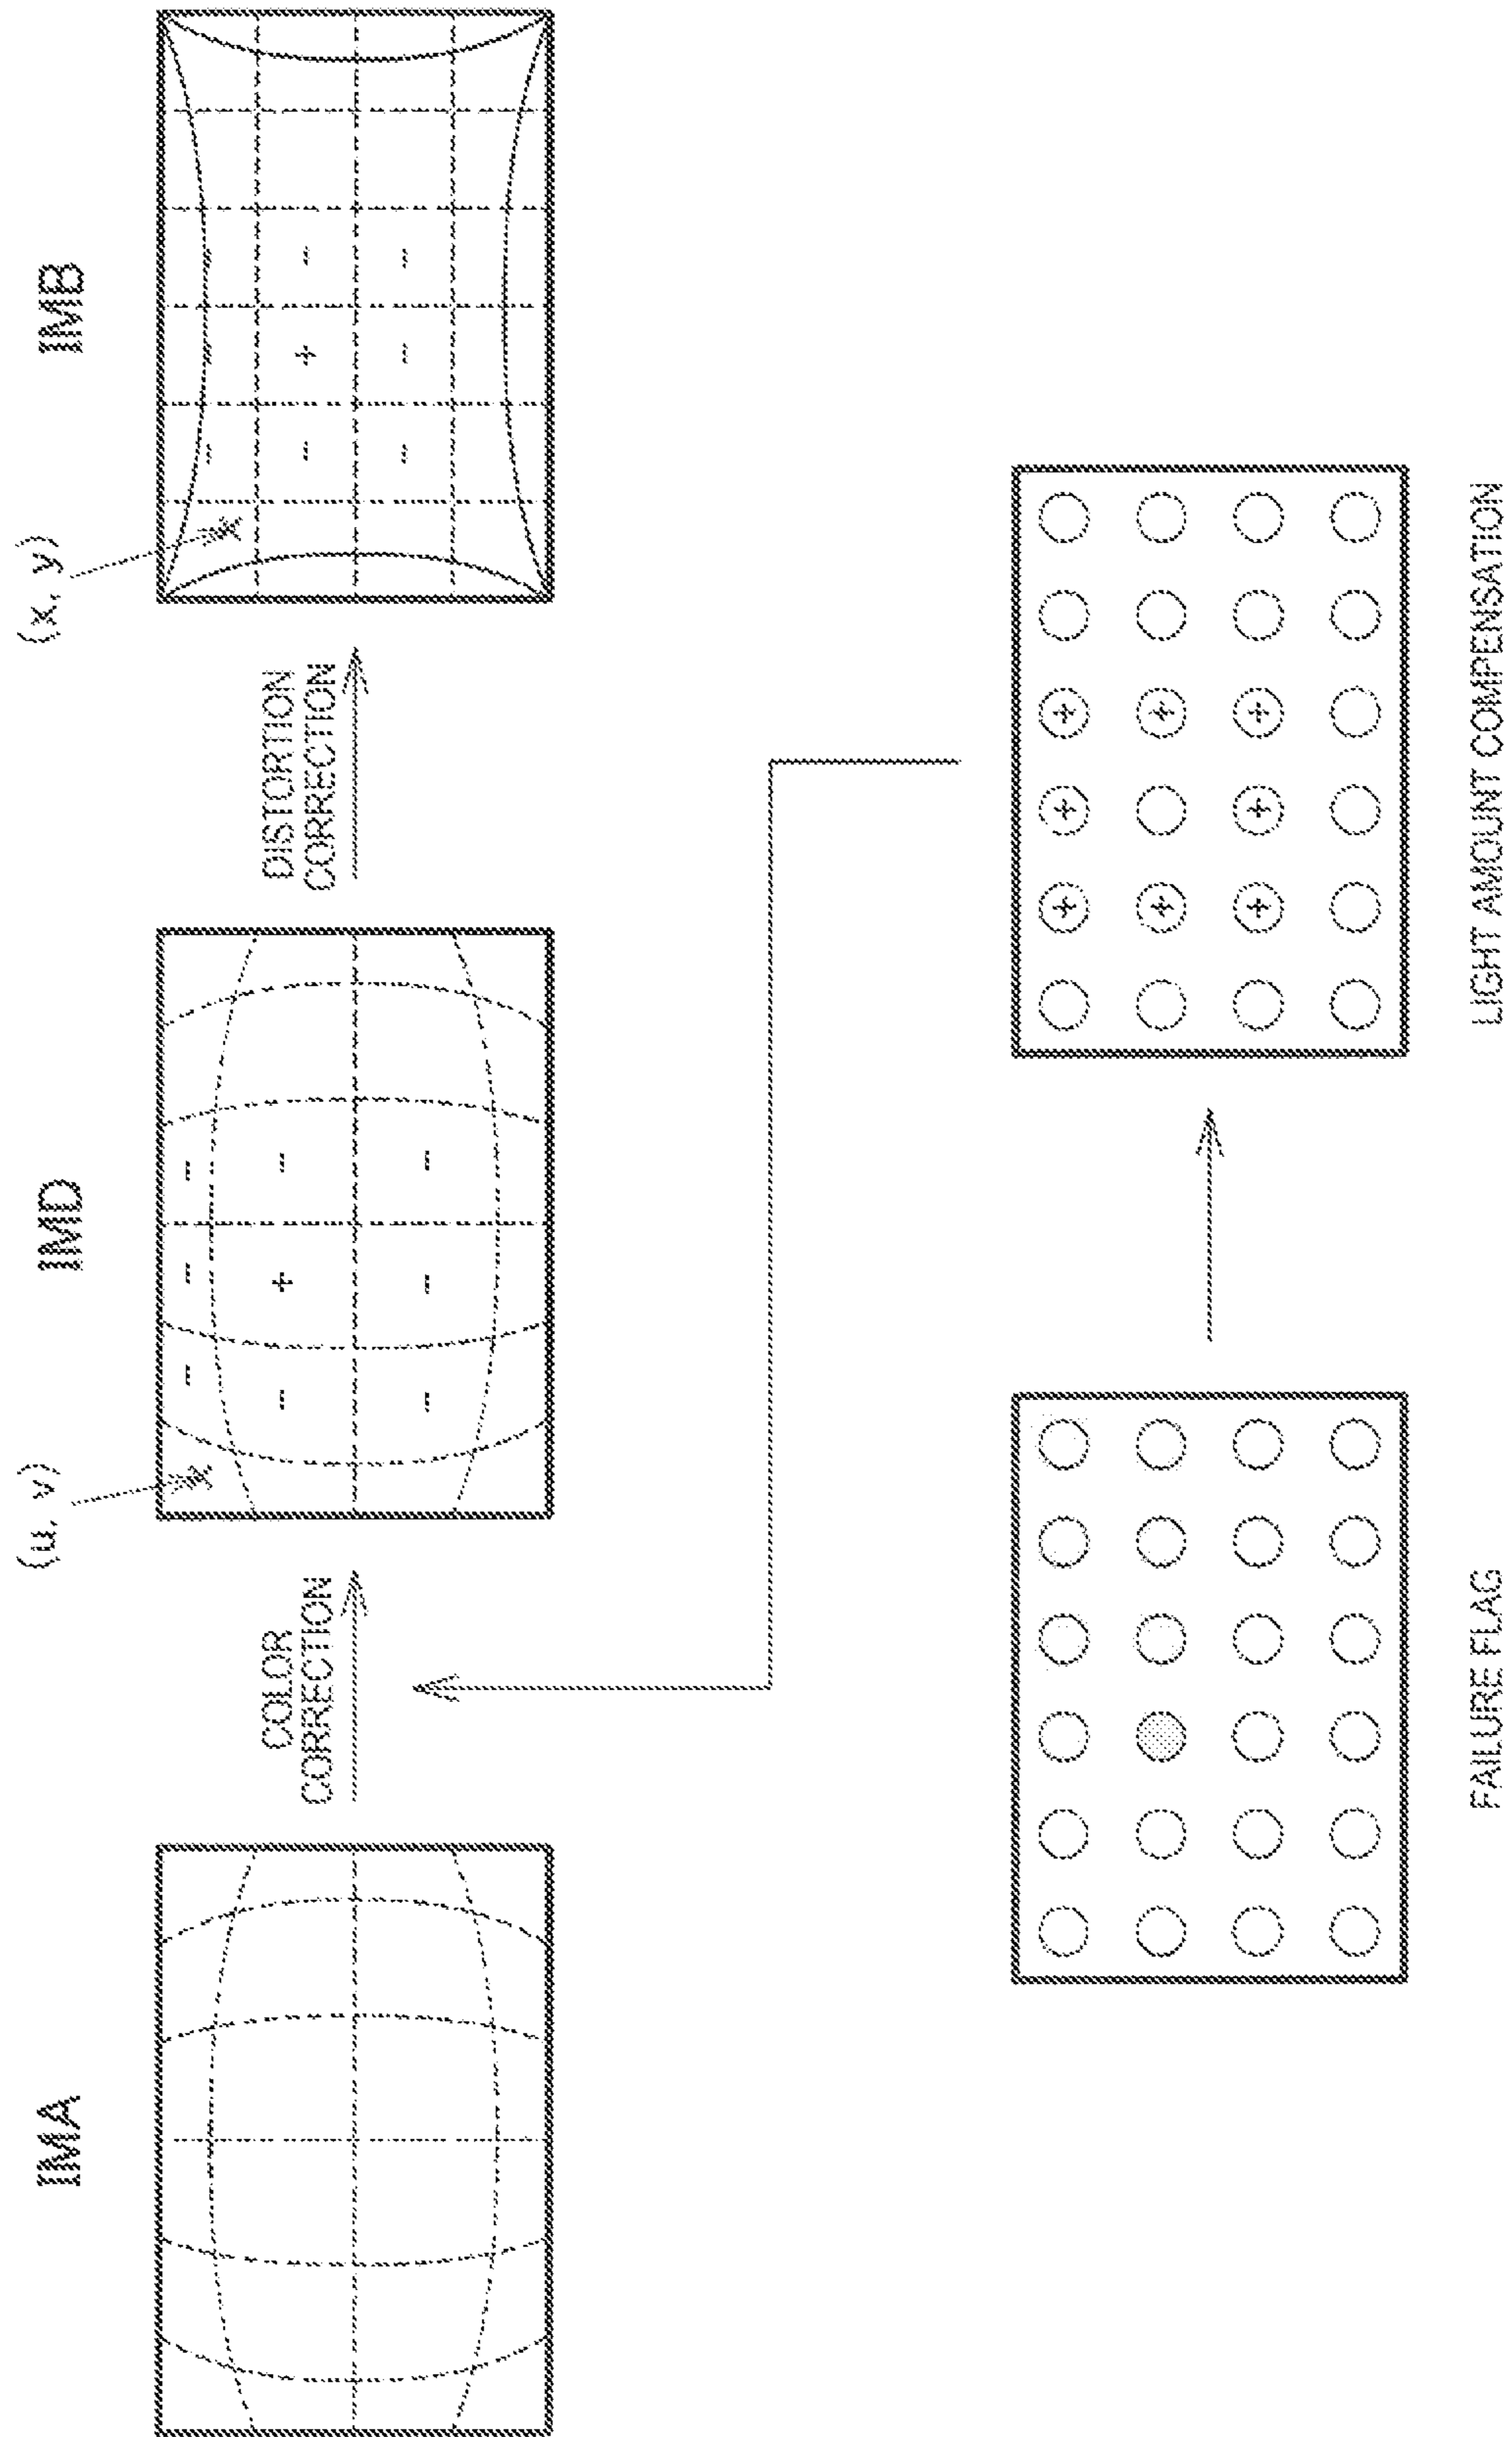 IMA
IMD
IMB
(u, v)
(x, y)
COLOR
CORRECTION
DISTORTION
CORRECTION
- - -
- + -
- - -
- - -
- + -
- - -
+ + +
+ +
+ + +
FAILURE FLAG
LIGHT AMOUNT COMPENSATION